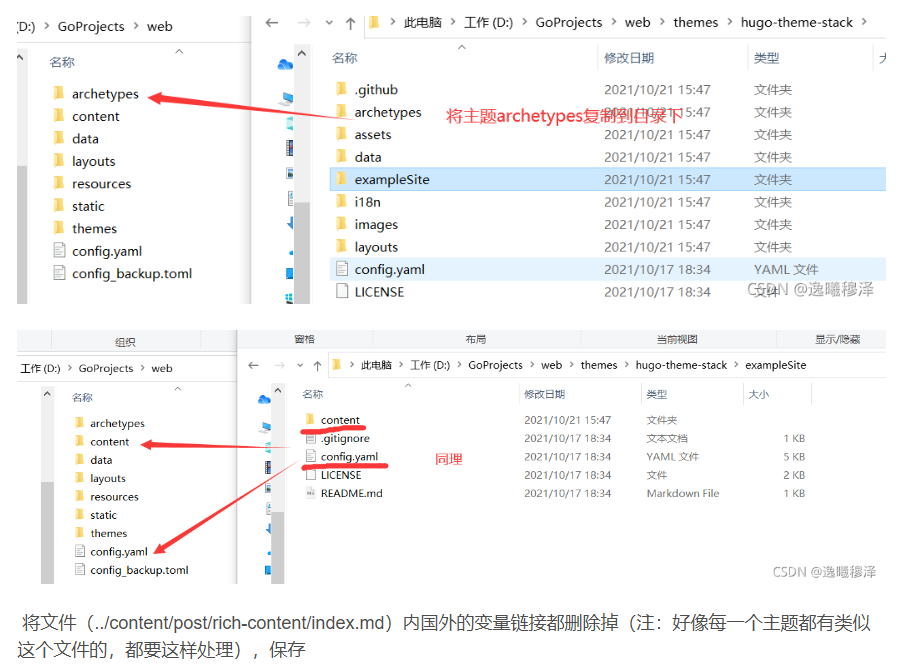 (D:) > GoProjects > web
名称
archetypes
content
data
layouts
resources
static
themes
config.yaml
config_backup.toml
此电脑 > 工作 (D:) > GoProjects > web > themes > hugo-theme-stack >
名称 修改日期 类型
.github 2021/10/21 15:47 文件夹
archetypes 2021/10/21 15:47 文件夹
将主题archetypes复制到目录下
assets 2021/10/21 15:47 文件夹
data 2021/10/21 15:47 文件夹
exampleSite 2021/10/21 15:47 文件夹
i18n 2021/10/21 15:47 文件夹
images 2021/10/21 15:47 文件夹
layouts 2021/10/21 15:47 文件夹
config.yaml 2021/10/17 18:34 YAML 文件
LICENSE 2021/10/17 18:34 文件
CSDN @逸曦穆泽
组织
工作 (D:) > GoProjects > web
名称
archetypes
content
data
layouts
resources
static
themes
config.yaml
config_backup.toml
窗格 布局 当前视图 显示/隐藏
此电脑 > 工作 (D:) > GoProjects > web > themes > hugo-theme-stack > exampleSite
名称 修改日期 类型 大小
content 2021/10/21 15:47 文件夹
.gitignore 2021/10/17 18:34 文本文档 1 KB
config.yaml 2021/10/17 18:34 YAML 文件 5 KB
同理
LICENSE 2021/10/17 18:34 文件 2 KB
README.md 2021/10/17 18:34 Markdown File 1 KB
CSDN @逸曦穆泽
将文件（../content/post/rich-content/index.md）内国外的变量链接都删除掉（注：好像每一个主题都有类似
这个文件的，都要这样处理），保存